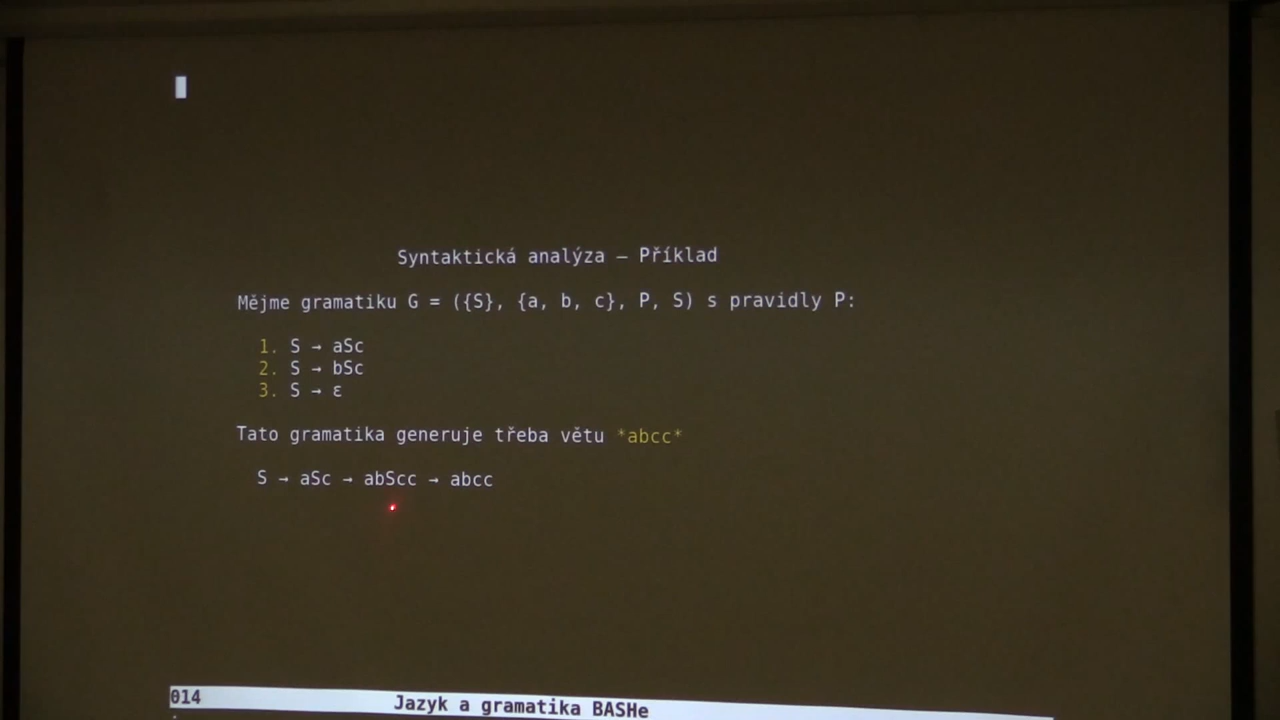 Syntaktická analýza – Příklad
Mějme gramatiku G = ({S}, {a, b, c}, P, S) s pravidly P:
1. S → aSc
2. S → bSc
3. S → ε
Tato gramatika generuje třeba větu *abcc*
S → aSc → abScc → abcc
014 Jazyk a gramatika BASHe